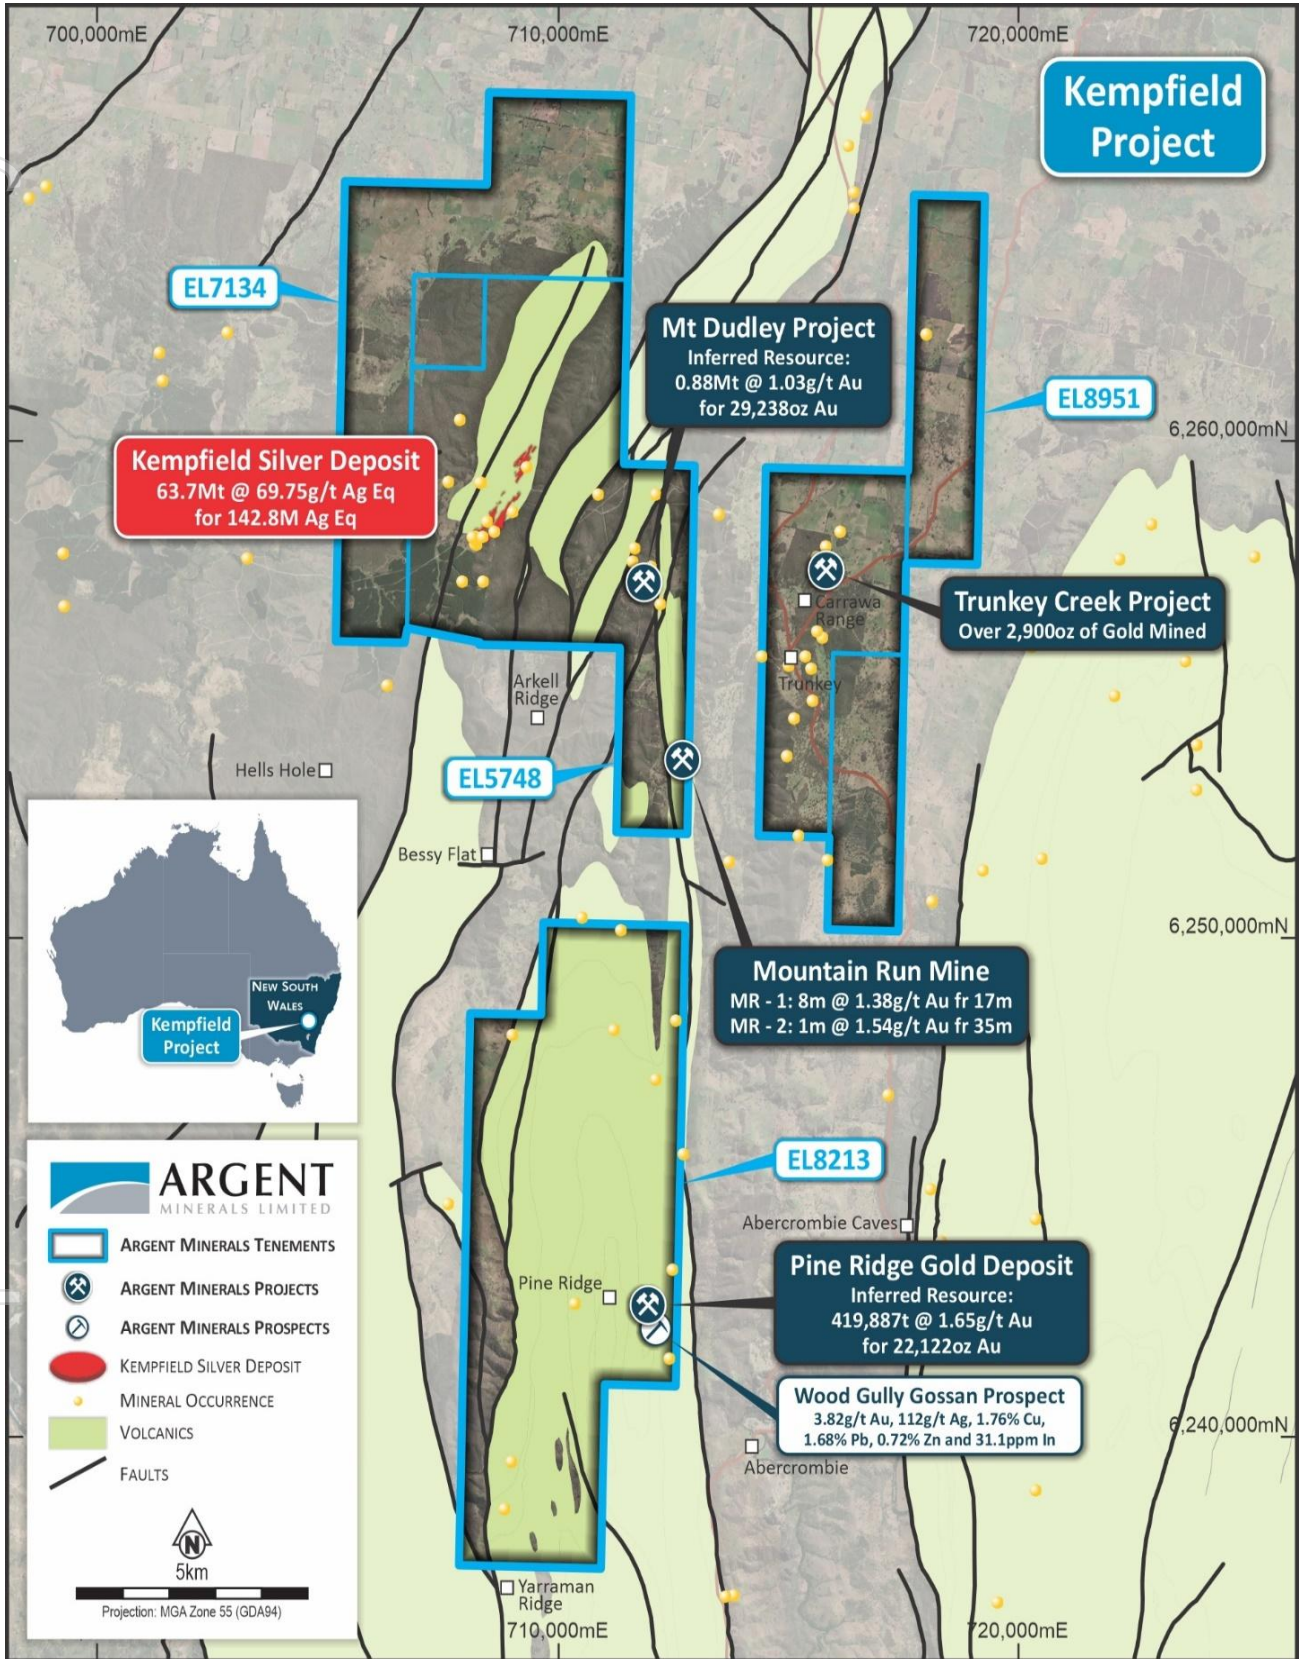 700,000mE
710,000mE
720,000mE
Kempfield
Project
EL7134
Mt Dudley Project
Inferred Resource:
0.88Mt @ 1.03g/t Au
for 29,238oz Au
EL8951
6,260,000mN
Kempfield Silver Deposit
63.7Mt @ 69.75g/t Ag Eq
for 142.8M Ag Eq
Carrawa
Range
Trunkey Creek Project
Over 2,900oz of Gold Mined
Trunkey
Arkell
Ridge
Hells Hole
EL5748
Bessy Flat
6,250,000mN
NEW SOUTH
WALES
Kempfield
Project
Mountain Run Mine
MR - 1: 8m @ 1.38g/t Au fr 17m
MR - 2: 1m @ 1.54g/t Au fr 35m
EL8213
Abercrombie Caves
Pine Ridge
Pine Ridge Gold Deposit
Inferred Resource:
419,887t @ 1.65g/t Au
for 22,122oz Au
Wood Gully Gossan Prospect
3.82g/t Au, 112g/t Ag, 1.76% Cu,
1.68% Pb, 0.72% Zn and 31.1ppm In
6,240,000mN
Abercrombie
ARGENT
MINERALS LIMITED
ARGENT MINERALS TENEMENTS
ARGENT MINERALS PROJECTS
ARGENT MINERALS PROSPECTS
KEMPFIELD SILVER DEPOSIT
MINERAL OCCURRENCE
VOLCANICS
FAULTS
N
5km
Projection: MGA Zone 55 (GDA94)
Yarraman
Ridge
710,000mE
720,000mE